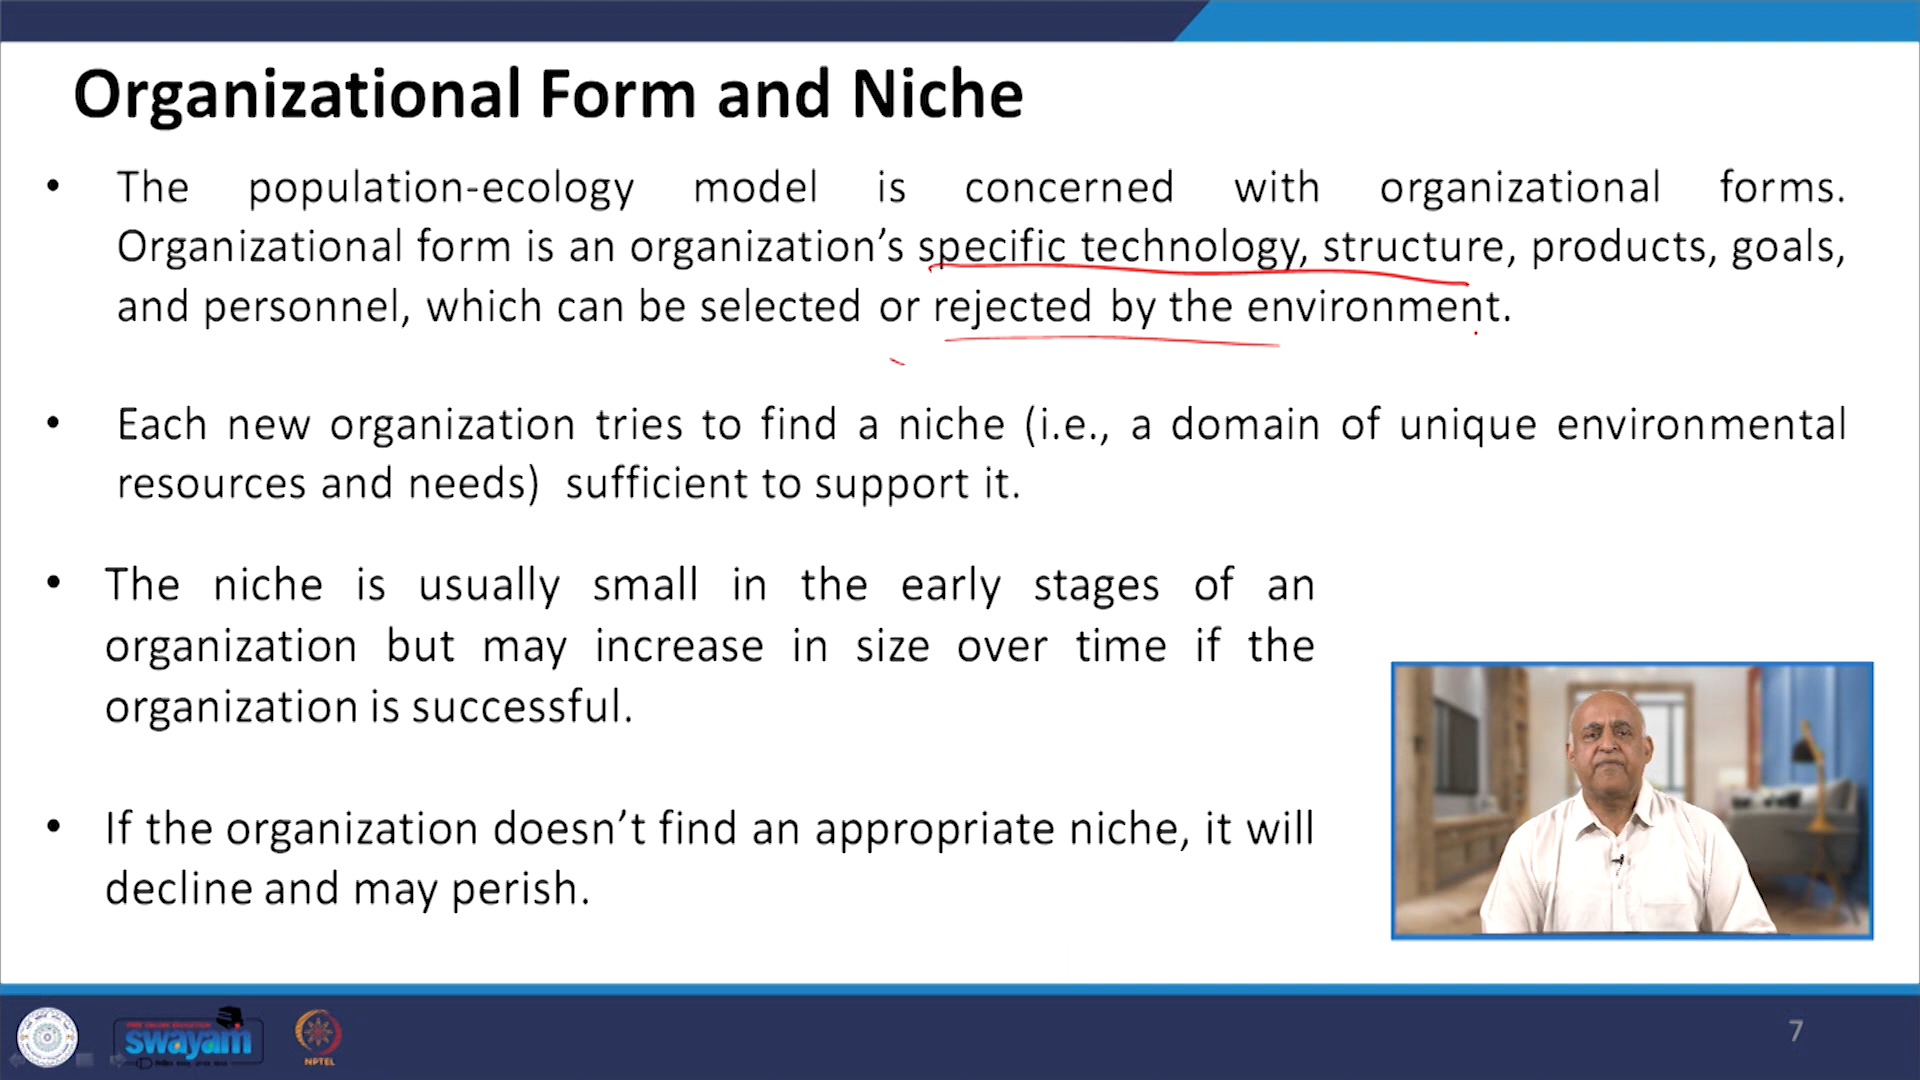 Organizational Form and Niche
• The population-ecology model is concerned with organizational forms.
Organizational form is an organization’s specific technology, structure, products, goals,
and personnel, which can be selected or rejected by the environment.
• Each new organization tries to find a niche (i.e., a domain of unique environmental
resources and needs) sufficient to support it.
• The niche is usually small in the early stages of an
organization but may increase in size over time if the
organization is successful.
• If the organization doesn’t find an appropriate niche, it will
decline and may perish.
swayam
NPTEL
7